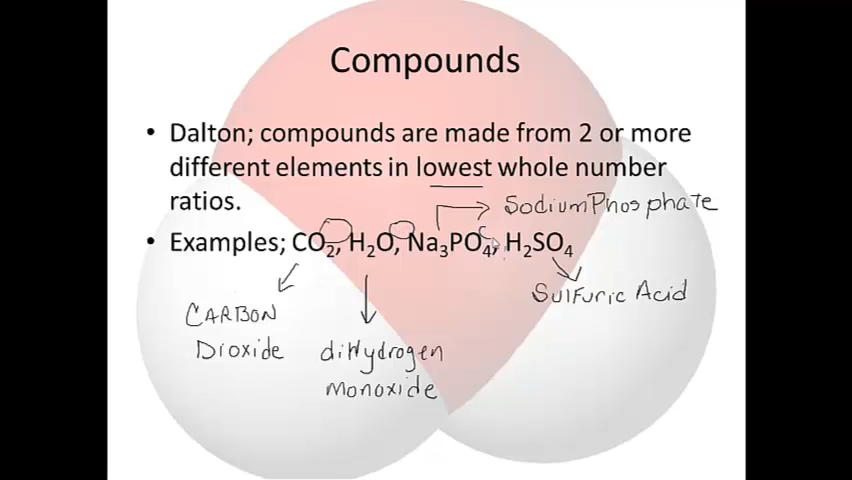 Compounds
• Dalton; compounds are made from 2 or more
different elements in lowest whole number
ratios.
SodiumPhosphate
• Examples; CO₂, H₂O, Na₃PO₄, H₂SO₄
Sulfuric Acid
CARBON
Dioxide
diHydrogen
monoxide